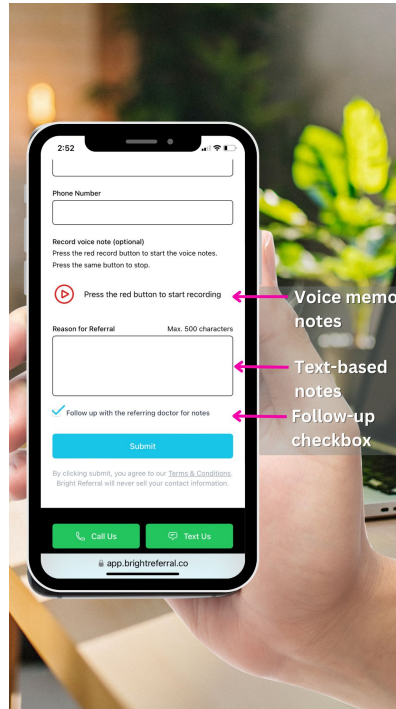 2:52
Phone Number
Record voice note (optional)
Press the red record button to start the voice notes.
Press the same button to stop.
Press the red button to start recording
Voice memo
notes
Reason for Referral Max. 500 characters
Text-based
notes
Follow up with the referring doctor for notes
Follow-up
checkbox
Submit
By clicking submit, you agree to our Terms & Conditions.
Bright Referral will never sell your contact information.
Call Us Text Us
app.brightreferral.co